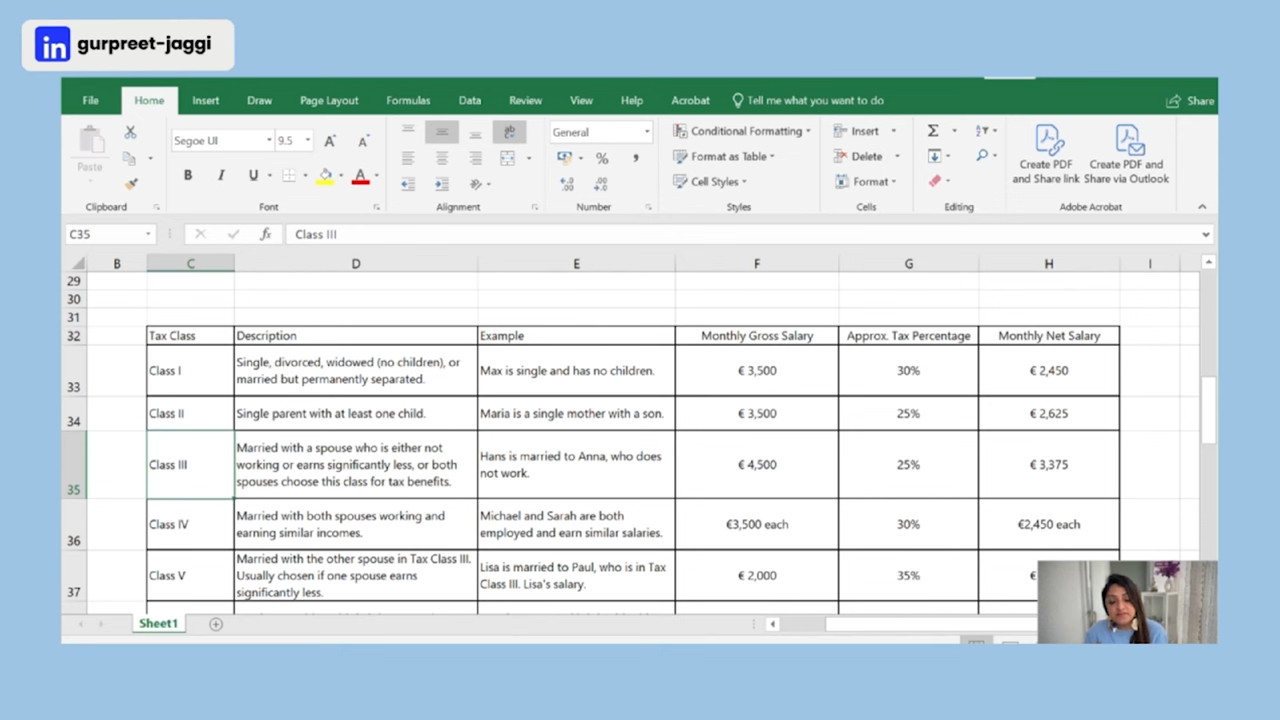 in gurpreet-jaggi
File Home Insert Draw Page Layout Formulas Data Review View Help Acrobat Tell me what you want to do Share
Paste
Clipboard
Segoe UI 9.5
B I U
Font
Alignment
General
Number
Conditional Formatting
Format as Table
Cell Styles
Styles
Insert
Delete
Format
Cells
Editing
Create PDF and Share link
Create PDF and Share via Outlook
Adobe Acrobat
C35 fx Class III
B C D E F G H I
29
30
31
32 Tax Class Description Example Monthly Gross Salary Approx. Tax Percentage Monthly Net Salary
33 Class I
Single, divorced, widowed (no children), or
married but permanently separated.
Max is single and has no children.
€ 3,500 30% € 2,450
34 Class II
Single parent with at least one child.
Maria is a single mother with a son.
€ 3,500 25% € 2,625
35 Class III
Married with a spouse who is either not
working or earns significantly less, or both
spouses choose this class for tax benefits.
Hans is married to Anna, who does
not work.
€ 4,500 25% € 3,375
36 Class IV
Married with both spouses working and
earning similar incomes.
Michael and Sarah are both
employed and earn similar salaries.
€3,500 each 30% €2,450 each
37 Class V
Married with the other spouse in Tax Class III.
Usually chosen if one spouse earns
significantly less.
Lisa is married to Paul, who is in Tax
Class III. Lisa's salary.
€ 2,000 35% €
Sheet1